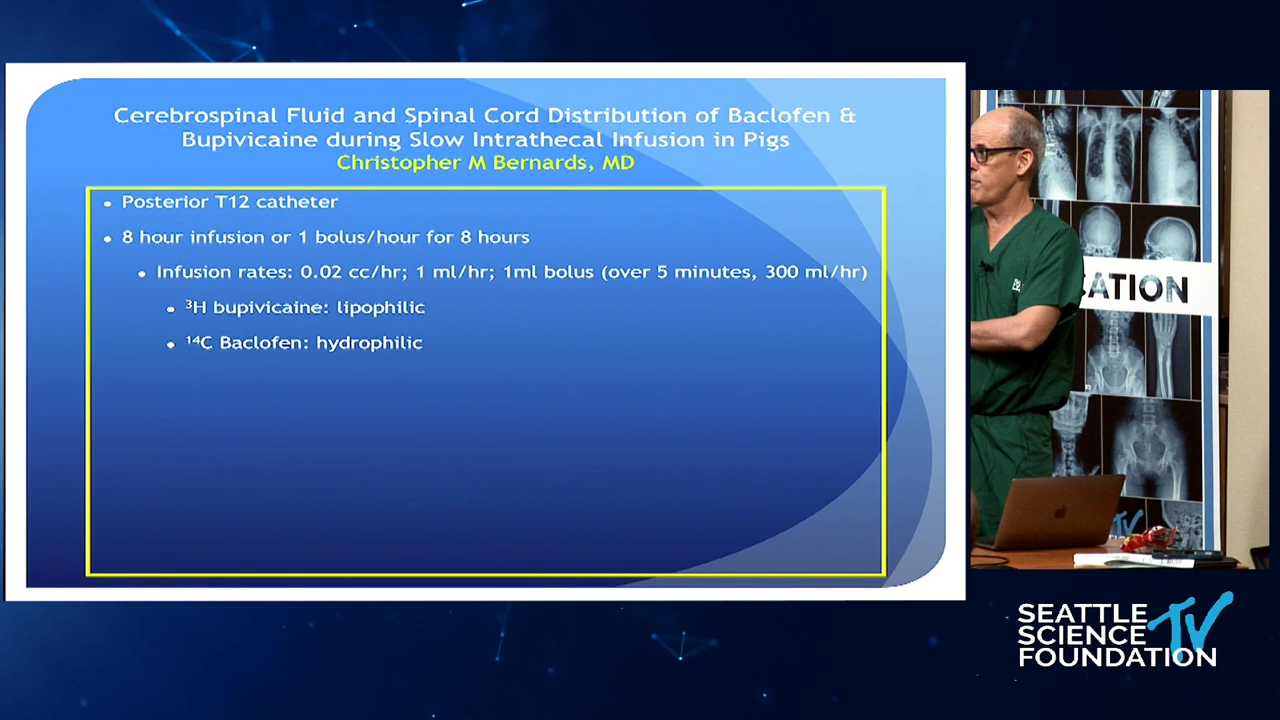 Cerebrospinal Fluid and Spinal Cord Distribution of Baclofen &
Bupivicaine during Slow Intrathecal Infusion in Pigs
Christopher M Bernards, MD
• Posterior T12 catheter
• 8 hour infusion or 1 bolus/hour for 8 hours
• Infusion rates: 0.02 cc/hr; 1 ml/hr; 1ml bolus (over 5 minutes, 300 ml/hr)
• ³H bupivicaine: lipophilic
• ¹⁴C Baclofen: hydrophilic
CATION
SEATTLE
SCIENCE TV
FOUNDATION